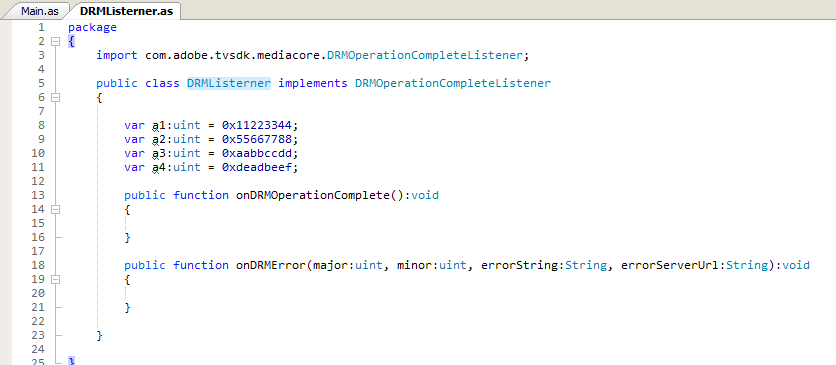 Main.as DRMListerner.as
1 package
2 {
3 import com.adobe.tvsdk.mediacore.DRMOperationCompleteListener;
4
5 public class DRMListerner implements DRMOperationCompleteListener
6 {
7
8 var a1:uint = 0x11223344;
9 var a2:uint = 0x55667788;
10 var a3:uint = 0xaabbccdd;
11 var a4:uint = 0xdeadbeef;
12
13 public function onDRMOperationComplete():void
14 {
15
16 }
17
18 public function onDRMError(major:uint, minor:uint, errorString:String, errorServerUrl:String):void
19 {
20
21 }
22
23 }
24
25 }